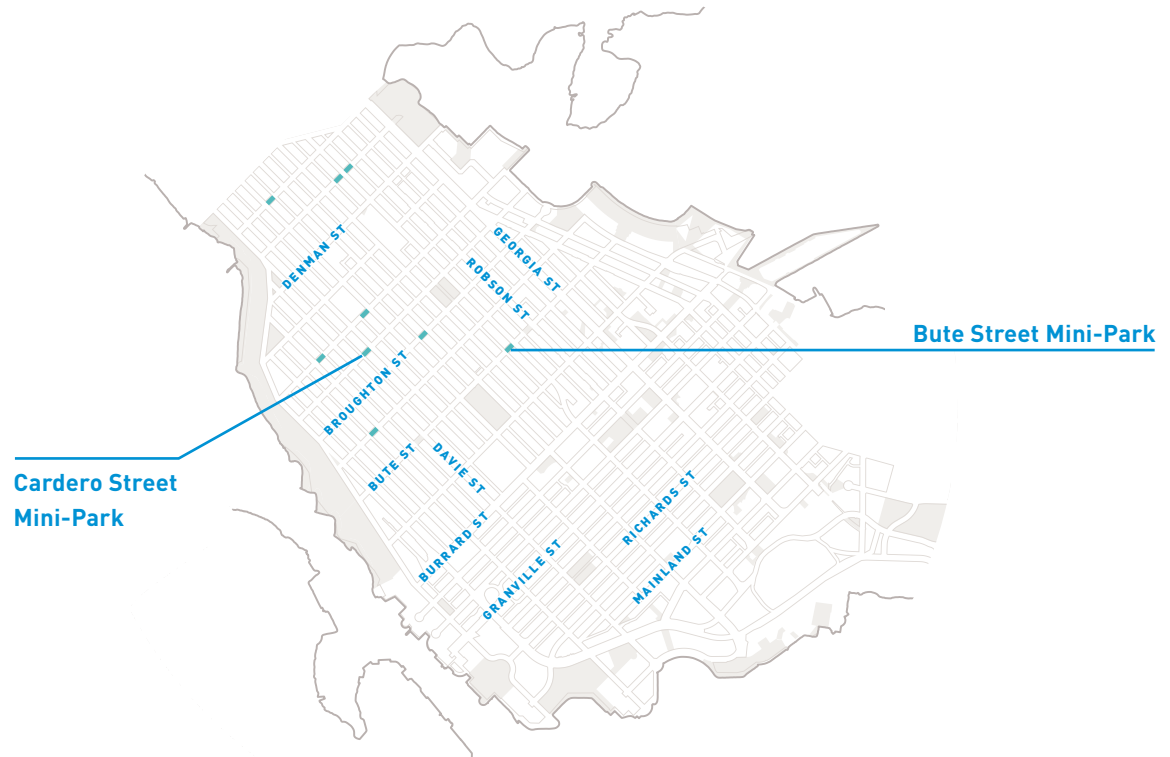 GEORGIA ST
DENMAN ST
ROBSON ST
Bute Street Mini-Park
BROUGHTON ST
BUTE ST
DAVIE ST
Cardero Street
Mini-Park
RICHARDS ST
BURRARD ST
GRANVILLE ST
MAINLAND ST